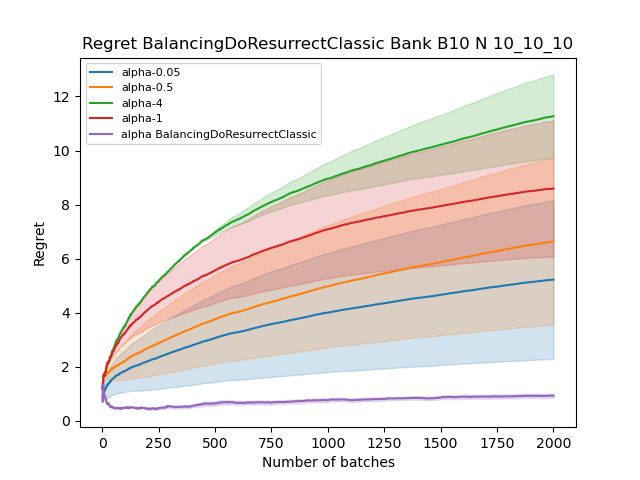 Regret BalancingDoResurrectClassic Bank B10 N 10_10_10
alpha-0.05
alpha-0.5
alpha-4
alpha-1
alpha BalancingDoResurrectClassic
Regret
12
10
8
6
4
2
0
0 250 500 750 1000 1250 1500 1750 2000
Number of batches